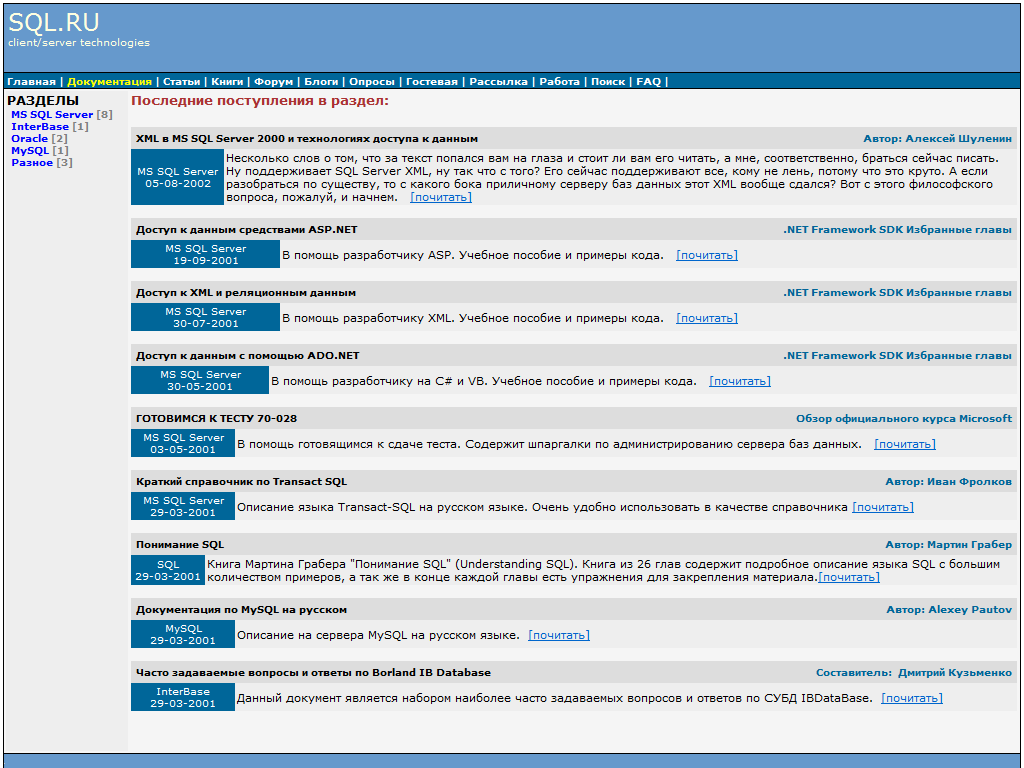 SQL.RU
client/server technologies
Главная | Документация | Статьи | Книги | Форум | Блоги | Опросы | Гостевая | Рассылка | Работа | Поиск | FAQ |
РАЗДЕЛЫ
MS SQL Server [8]
InterBase [1]
Oracle [2]
MySQL [1]
Разное [3]
Последние поступления в раздел:
XML в MS SQL Server 2000 и технологиях доступа к данным
Автор: Алексей Шуленин
MS SQL Server
05-08-2002
Несколько слов о том, что за текст попался вам на глаза и стоит ли вам его читать, а мне, соответственно, браться сейчас писать.
Ну поддерживает SQL Server XML, ну так что с того? Его сейчас поддерживают все, кому не лень, потому что это круто. А если
разобраться по существу, то с какого бока приличному серверу баз данных этот XML вообще сдался? Вот с этого философского
вопроса, пожалуй, и начнем. [почитать]
Доступ к данным средствами ASP.NET
.NET Framework SDK Избранные главы
MS SQL Server
19-09-2001
В помощь разработчику ASP. Учебное пособие и примеры кода. [почитать]
Доступ к XML и реляционным данным
.NET Framework SDK Избранные главы
MS SQL Server
30-07-2001
В помощь разработчику XML. Учебное пособие и примеры кода. [почитать]
Доступ к данным с помощью ADO.NET
.NET Framework SDK Избранные главы
MS SQL Server
30-05-2001
В помощь разработчику на C# и VB. Учебное пособие и примеры кода. [почитать]
ГОТОВИМСЯ К ТЕСТУ 70-028
Обзор официального курса Microsoft
MS SQL Server
03-05-2001
В помощь готовящимся к сдаче теста. Содержит шпаргалки по администрированию сервера баз данных. [почитать]
Краткий справочник по Transact SQL
Автор: Иван Фролков
MS SQL Server
29-03-2001
Описание языка Transact-SQL на русском языке. Очень удобно использовать в качестве справочника [почитать]
Понимание SQL
Автор: Мартин Грабер
SQL
29-03-2001
Книга Мартина Грабера "Понимание SQL" (Understanding SQL). Книга из 26 глав содержит подробное описание языка SQL с большим
количеством примеров, а так же в конце каждой главы есть упражнения для закрепления материала.[почитать]
Документация по MySQL на русском
Автор: Alexey Pautov
MySQL
29-03-2001
Описание на сервера MySQL на русском языке. [почитать]
Часто задаваемые вопросы и ответы по Borland IB Database
Составитель: Дмитрий Кузьменко
InterBase
29-03-2001
Данный документ является набором наиболее часто задаваемых вопросов и ответов по СУБД IBDataBase. [почитать]